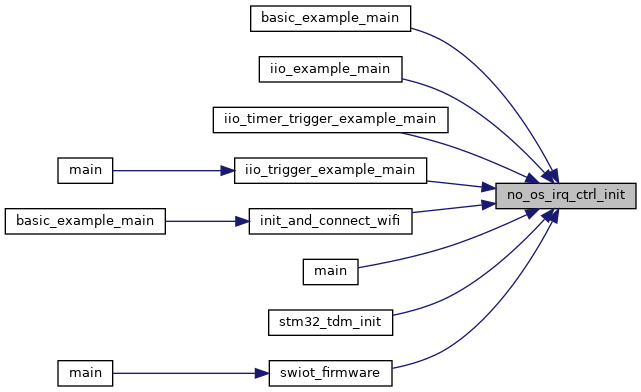 basic_example_main
iio_example_main
iio_timer_trigger_example_main
main
iio_trigger_example_main
no_os_irq_ctrl_init
basic_example_main
init_and_connect_wifi
main
stm32_tdm_init
main
swiot_firmware